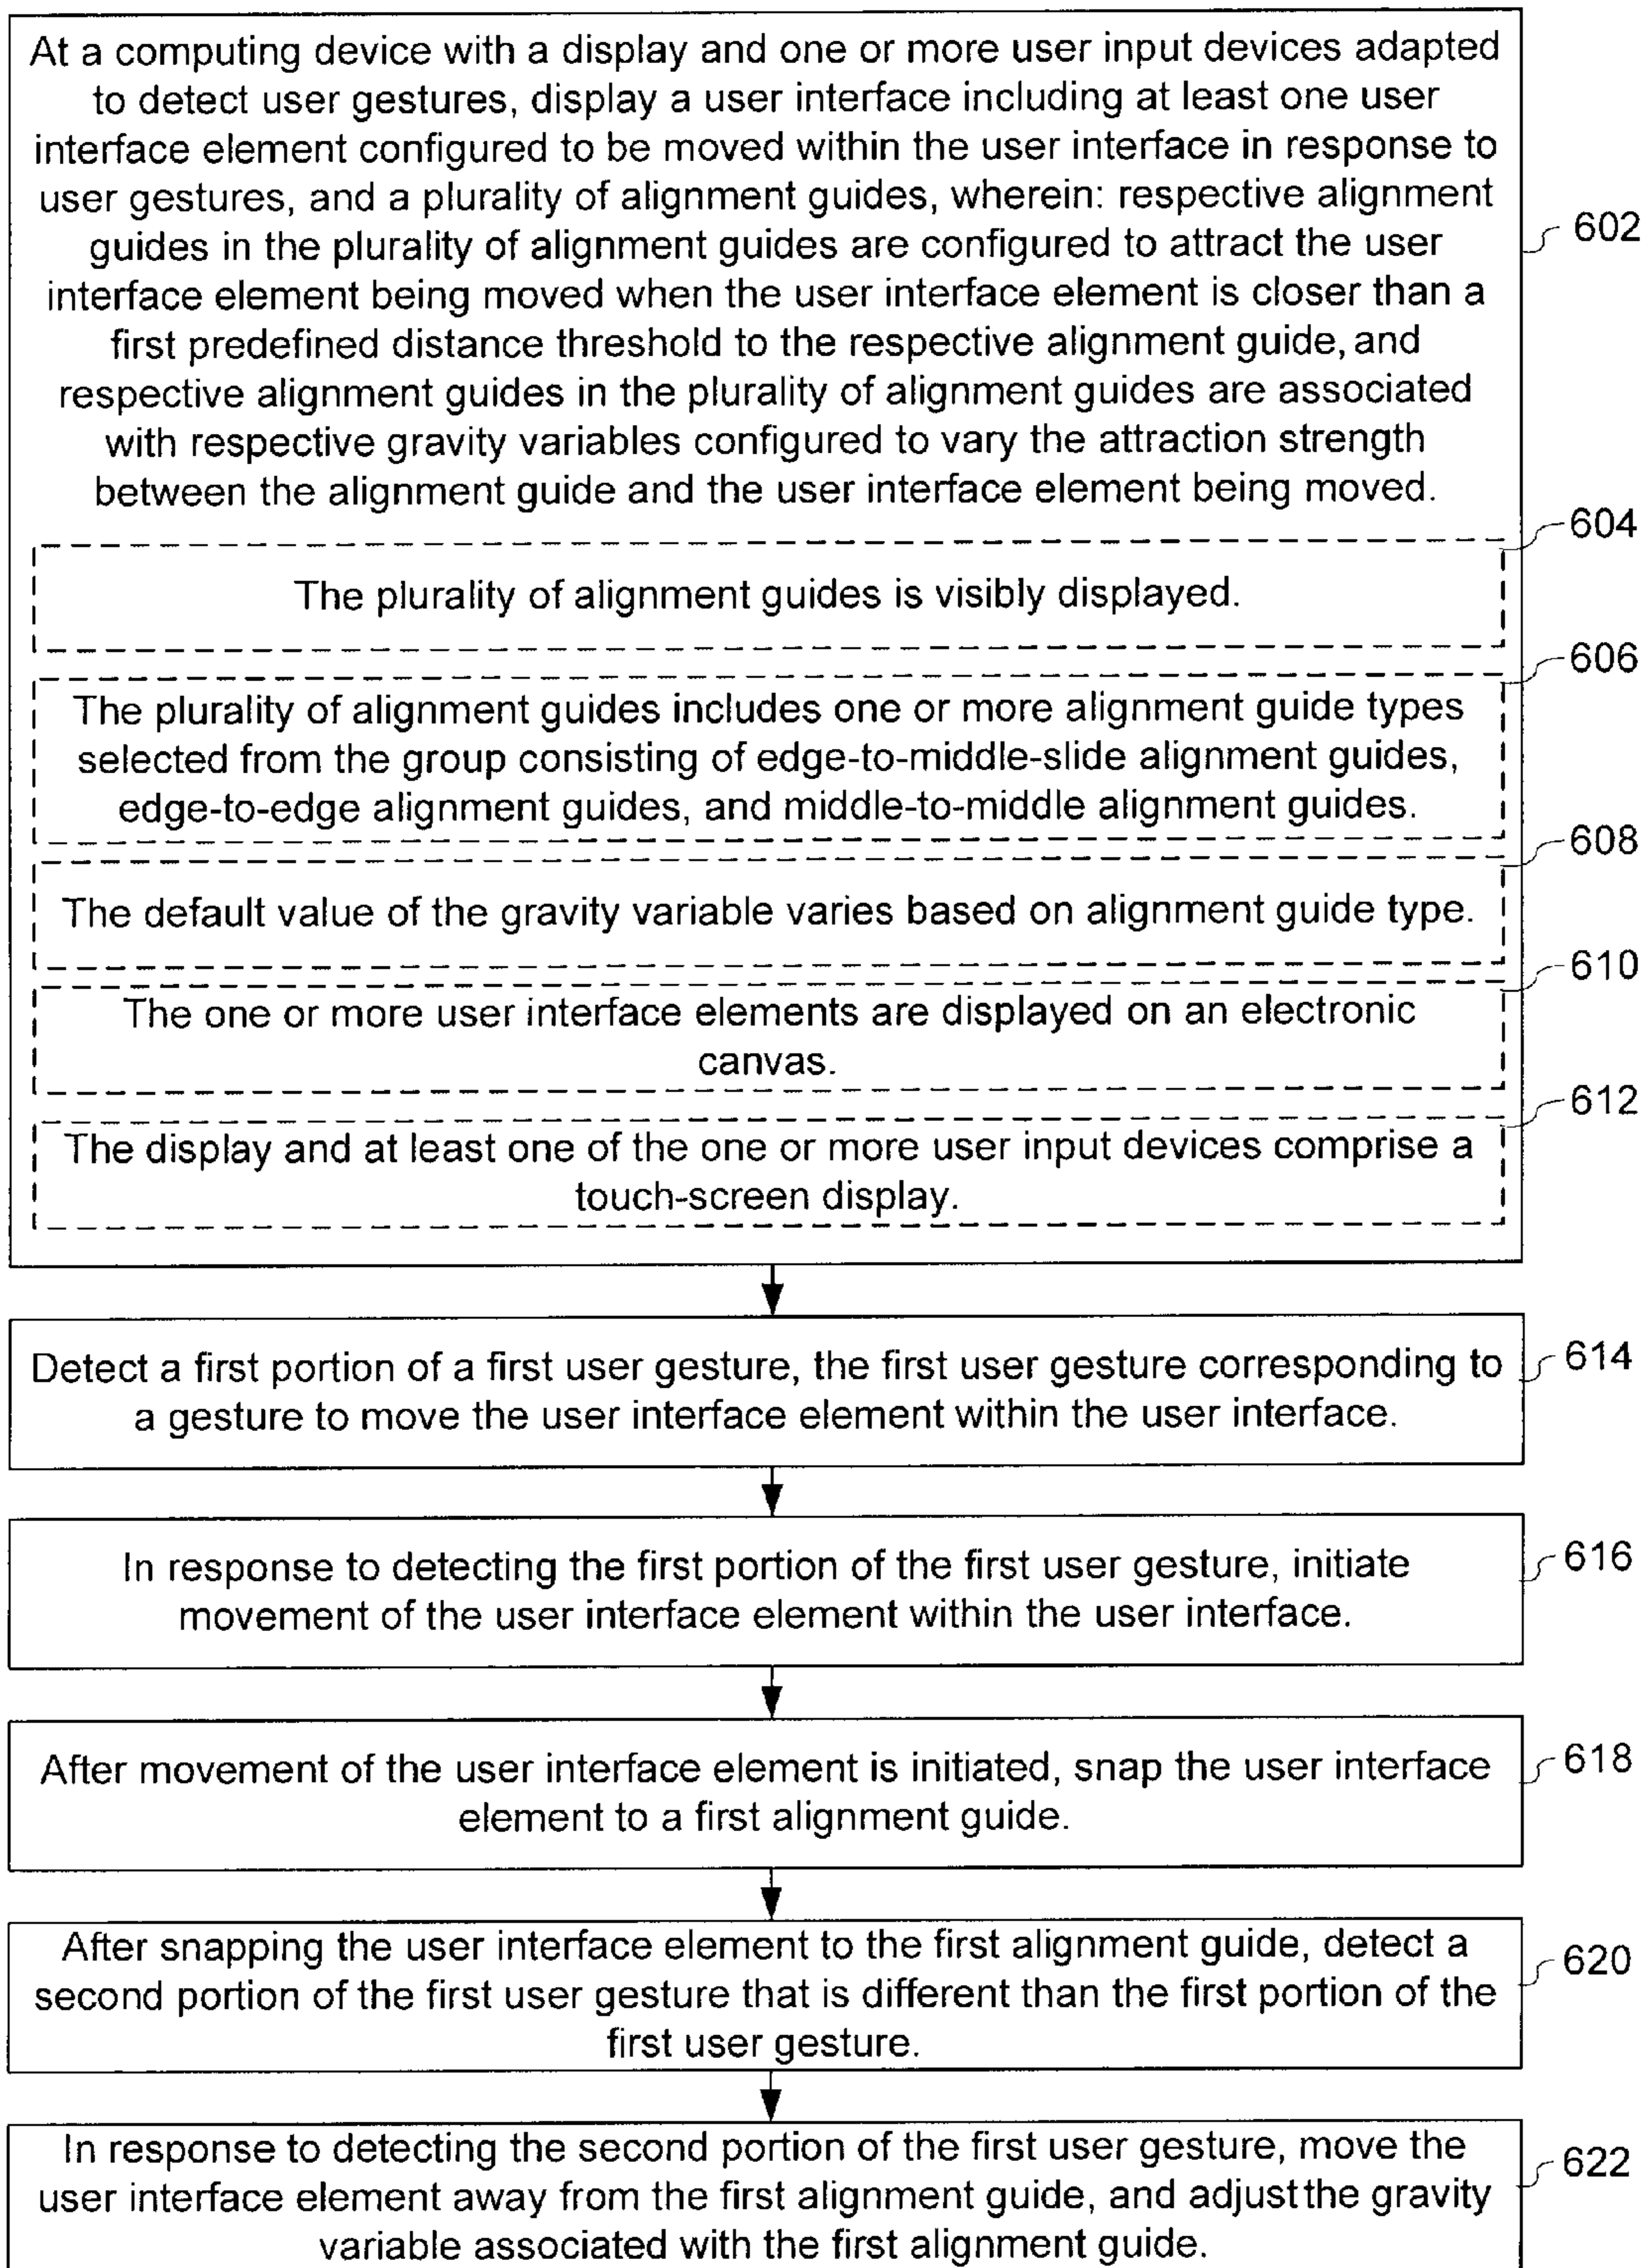 At a computing device with a display and one or more user input devices adapted
to detect user gestures, display a user interface including at least one user
interface element configured to be moved within the user interface in response to
user gestures, and a plurality of alignment guides, wherein: respective alignment
guides in the plurality of alignment guides are configured to attract the user
interface element being moved when the user interface element is closer than a
first predefined distance threshold to the respective alignment guide, and
respective alignment guides in the plurality of alignment guides are associated
with respective gravity variables configured to vary the attraction strength
between the alignment guide and the user interface element being moved.
602
604
The plurality of alignment guides is visibly displayed.
606
The plurality of alignment guides includes one or more alignment guide types
selected from the group consisting of edge-to-middle-slide alignment guides,
edge-to-edge alignment guides, and middle-to-middle alignment guides.
608
The default value of the gravity variable varies based on alignment guide type.
610
The one or more user interface elements are displayed on an electronic
canvas.
612
The display and at least one of the one or more user input devices comprise a
touch-screen display.
Detect a first portion of a first user gesture, the first user gesture corresponding to
a gesture to move the user interface element within the user interface.
614
In response to detecting the first portion of the first user gesture, initiate
movement of the user interface element within the user interface.
616
After movement of the user interface element is initiated, snap the user interface
element to a first alignment guide.
618
After snapping the user interface element to the first alignment guide, detect a
second portion of the first user gesture that is different than the first portion of the
first user gesture.
620
In response to detecting the second portion of the first user gesture, move the
user interface element away from the first alignment guide, and adjust the gravity
variable associated with the first alignment guide.
622